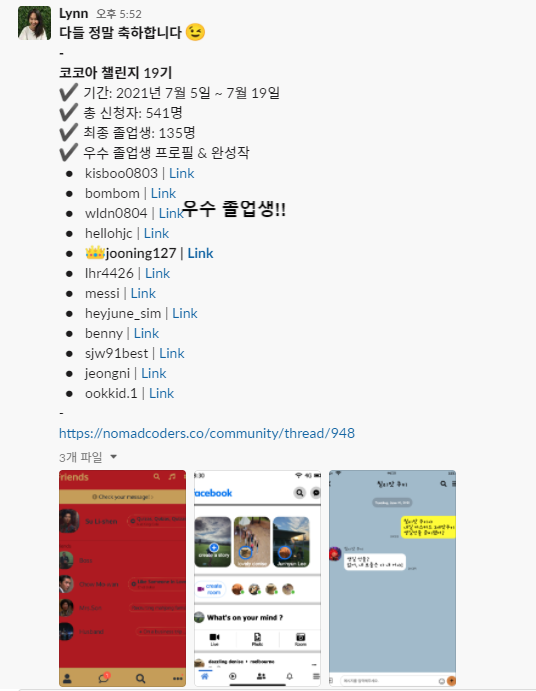 Lynn 오후 5:52
다들 정말 축하합니다
-
코코아 챌린지 19기
✔ 기간: 2021년 7월 5일 ~ 7월 19일
✔ 총 신청자: 541명
✔ 최종 졸업생: 135명
✔ 우수 졸업생 프로필 & 완성작
• kisboo0803 | Link
• bombom | Link
• wldn0804 | Link
우수 졸업생!!
• hellohjc | Link
• jooning127 | Link
• lhr4426 | Link
• messi | Link
• heyjune_sim | Link
• benny | Link
• sjw91best | Link
• jeongni | Link
• ookkid.1 | Link
-
https://nomadcoders.co/community/thread/948
3개 파일
riends
Check your message!
facebook
4G
create a story
create room
What's on your mind ?
Live
Photo
Room